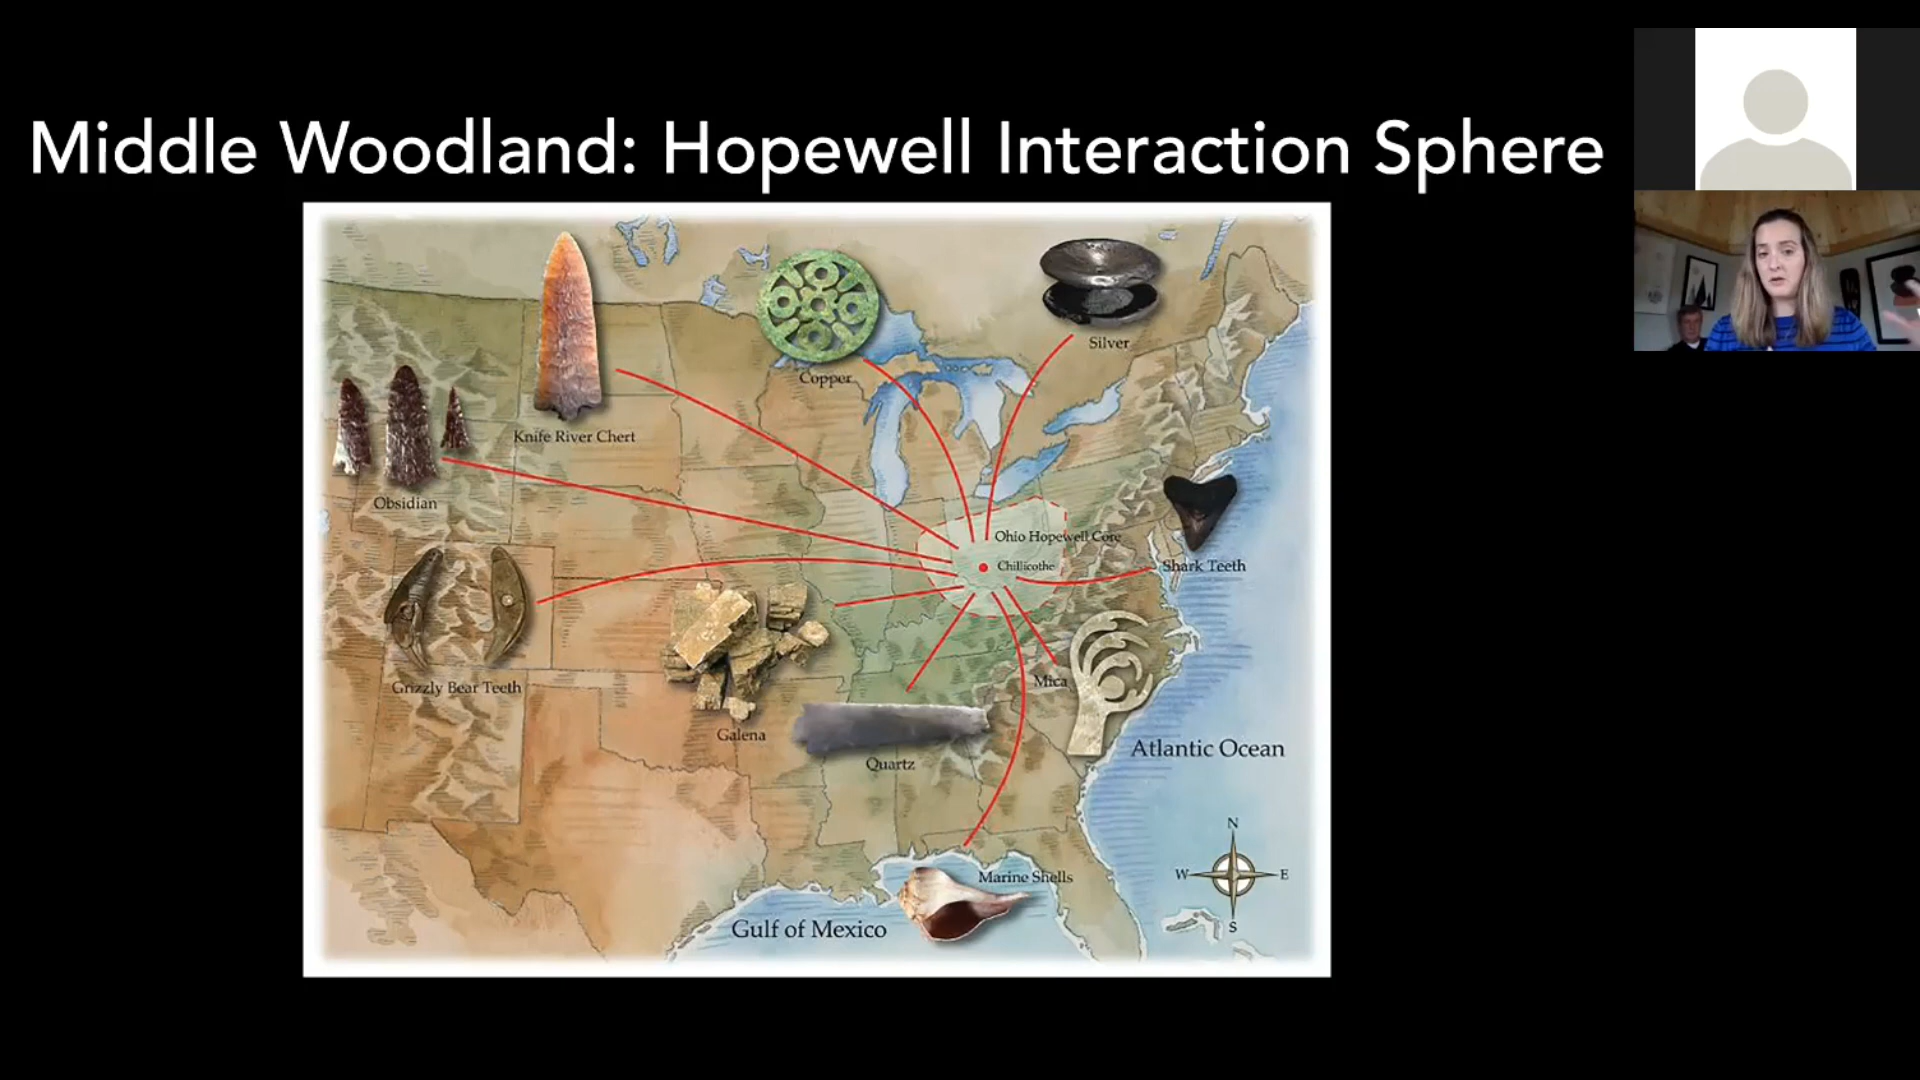 Middle Woodland: Hopewell Interaction Sphere
Silver
Copper
Knife River Chert
Obsidian
Ohio Hopewell Core
Chillicothe
Shark Teeth
Grizzly Bear Teeth
Mica
Galena
Quartz
Atlantic Ocean
N
W
E
S
Marine Shells
Gulf of Mexico